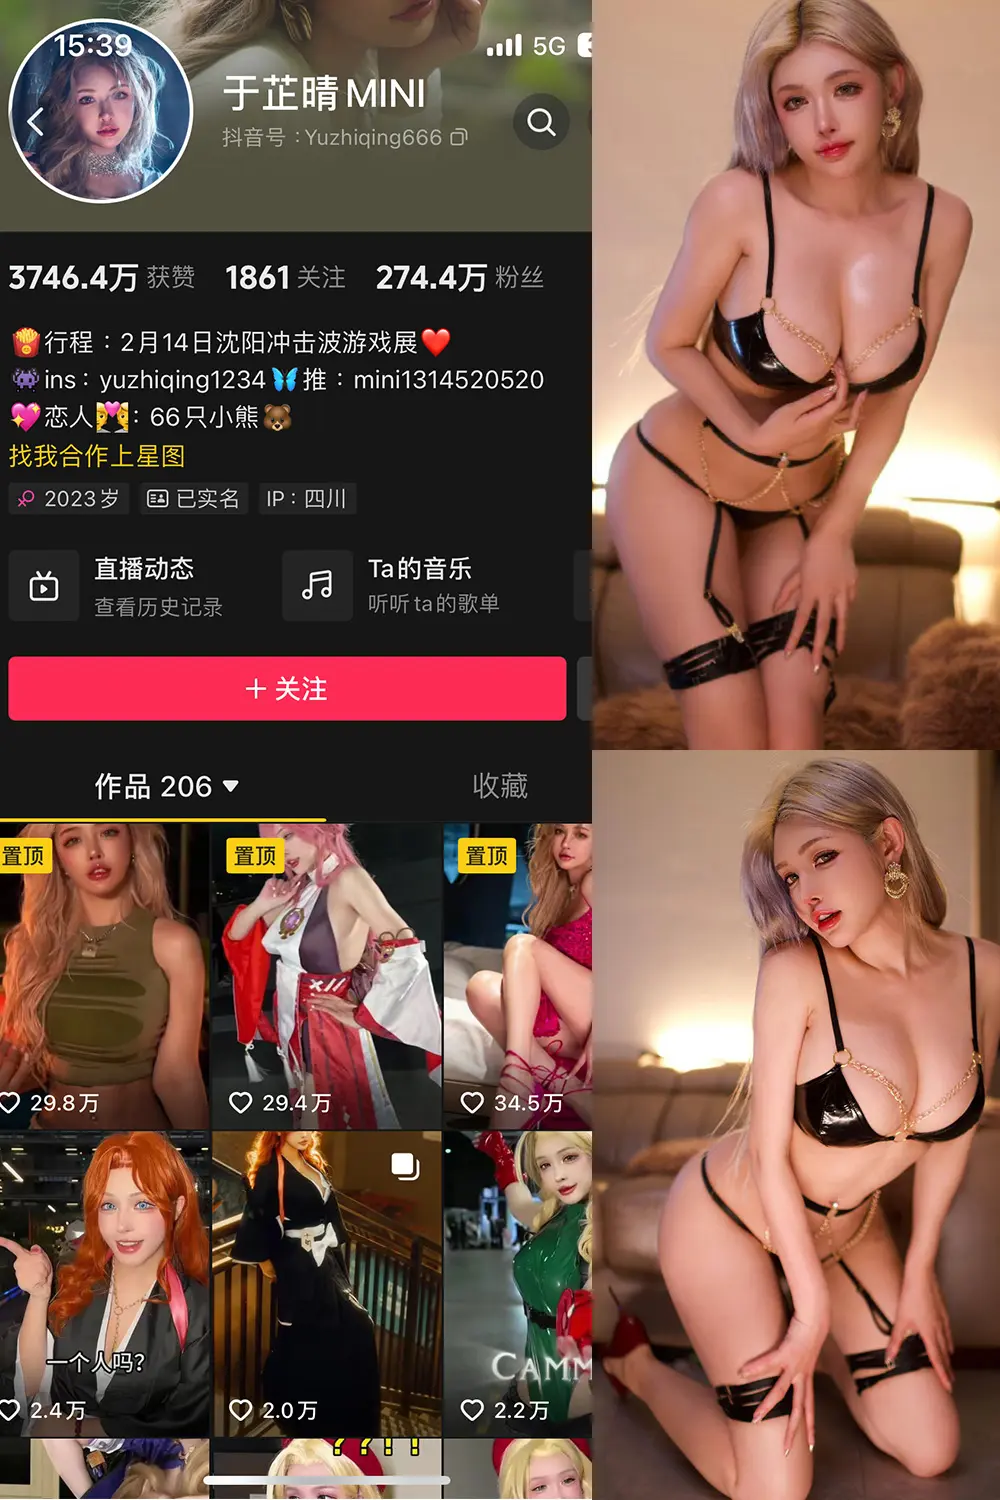 15:39
5G
于芷晴MINI
抖音号：Yuzhiqing666
3746.4万 获赞 1861 关注 274.4万 粉丝
🍟行程：2月14日沈阳冲击波游戏展❤️
👾ins：yuzhiqing1234🦋推：mini1314520520
💖恋人💏：66只小熊🐻
找我合作上星图
2023岁 已实名 IP：四川
直播动态 Ta的音乐
查看历史记录 听听ta的歌单
+ 关注
作品 206 收藏
置顶 置顶 置顶
29.8万 29.4万 34.5万
一个人吗?
CAMM
2.4万 2.0万 2.2万
????